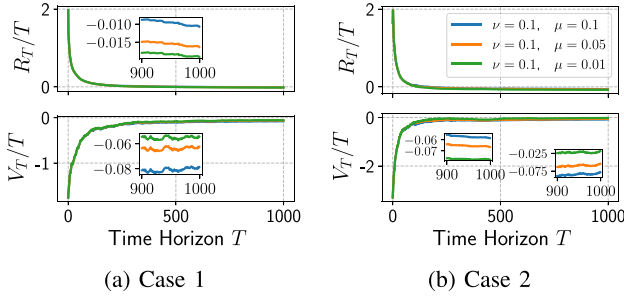 2
0
R_T/T
−0.010
−0.015
900 1000
0
−1
V_T/T
−0.06
−0.08
900 1000
0 500 1000
Time Horizon T
(a) Case 1
2
0
R_T/T
ν = 0.1, μ = 0.1
ν = 0.1, μ = 0.05
ν = 0.1, μ = 0.01
0
−2
V_T/T
−0.06
−0.07
900 1000
−0.025
−0.075
900 1000
0 500 1000
Time Horizon T
(b) Case 2